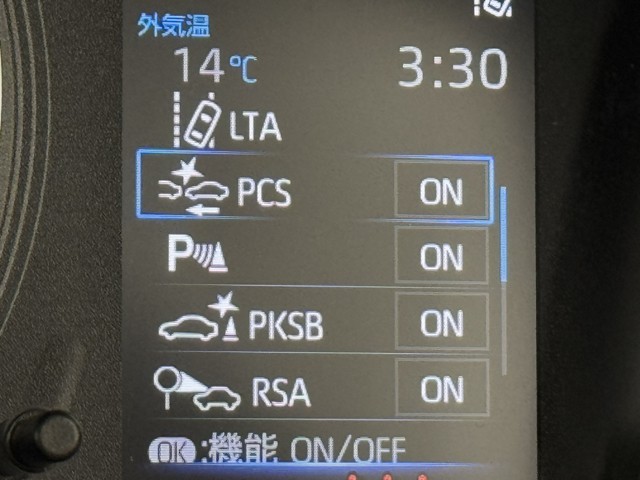 外気温
14℃ 3:30
LTA
PCS ON
P ON
PKSB ON
RSA ON
OK:機能 ON/OFF